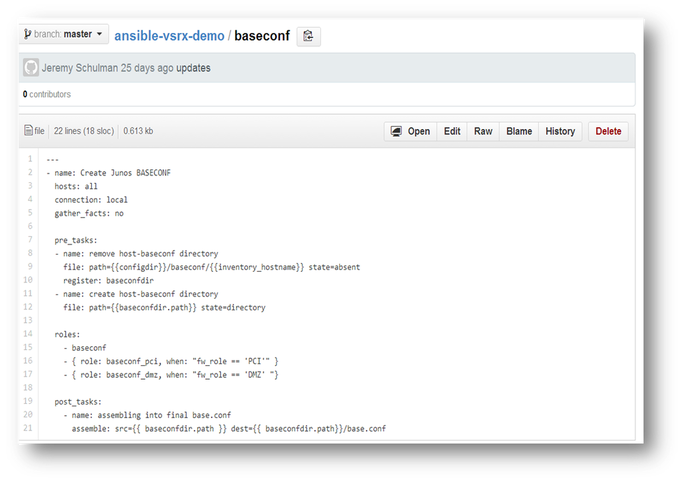 branch: master
ansible-vsrx-demo / baseconf
Jeremy Schulman 25 days ago updates
0 contributors
file 22 lines (18 sloc) 0.613 kb
Open Edit Raw Blame History Delete
1 ---
2 - name: Create Junos BASECONF
3 hosts: all
4 connection: local
5 gather_facts: no
6
7 pre_tasks:
8 - name: remove host-baseconf directory
9 file: path={{configdir}}/baseconf/{{inventory_hostname}} state=absent
10 register: baseconfdir
11 - name: create host-baseconf directory
12 file: path={{baseconfdir.path}} state=directory
13
14 roles:
15 - baseconf
16 - { role: baseconf_pci, when: "fw_role == 'PCI'" }
17 - { role: baseconf_dmz, when: "fw_role == 'DMZ' "}
18
19 post_tasks:
20 - name: assembling into final base.conf
21 assemble: src={{ baseconfdir.path }} dest={{ baseconfdir.path}}/base.conf